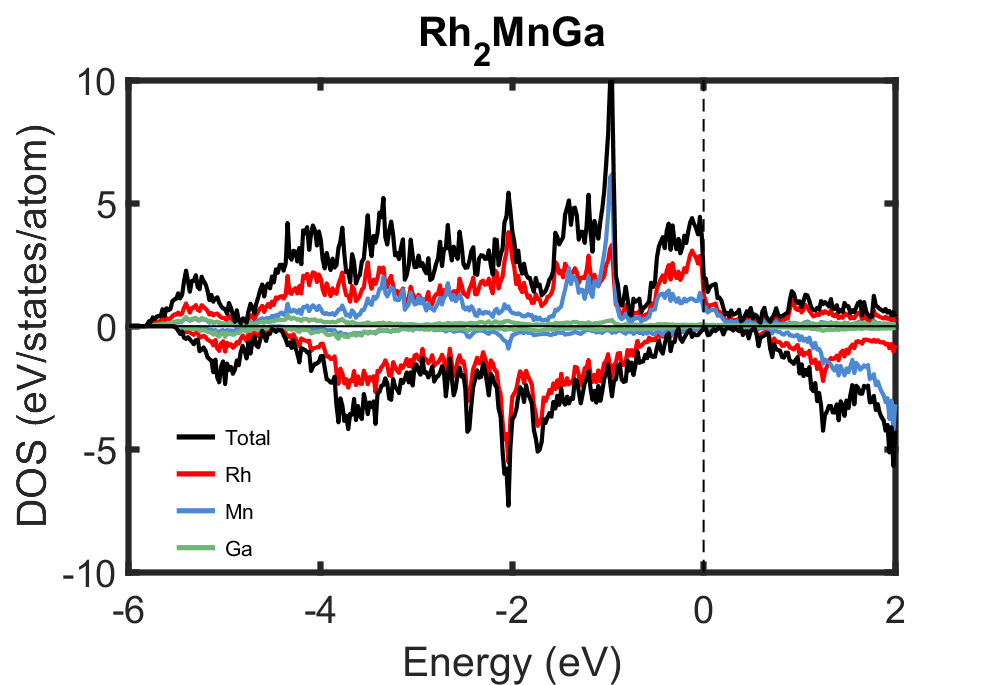 Rh₂MnGa
DOS (eV/states/atom)
10
5
0
-5
-10
Total
Rh
Mn
Ga
-6 -4 -2 0 2
Energy (eV)